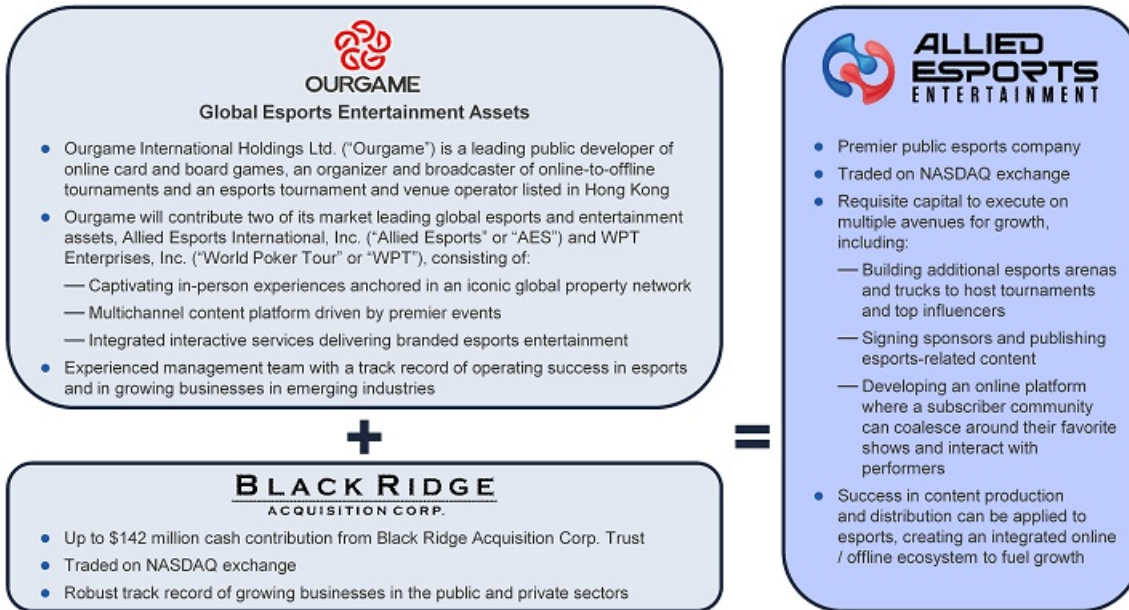 OURGAME
Global Esports Entertainment Assets
● Ourgame International Holdings Ltd. (“Ourgame”) is a leading public developer of
online card and board games, an organizer and broadcaster of online-to-offline
tournaments and an esports tournament and venue operator listed in Hong Kong
● Ourgame will contribute two of its market leading global esports and entertainment
assets, Allied Esports International, Inc. (“Allied Esports” or “AES”) and WPT
Enterprises, Inc. (“World Poker Tour” or “WPT”), consisting of:
— Captivating in-person experiences anchored in an iconic global property network
— Multichannel content platform driven by premier events
— Integrated interactive services delivering branded esports entertainment
● Experienced management team with a track record of operating success in esports
and in growing businesses in emerging industries
+
BLACK RIDGE
ACQUISITION CORP.
● Up to $142 million cash contribution from Black Ridge Acquisition Corp. Trust
● Traded on NASDAQ exchange
● Robust track record of growing businesses in the public and private sectors
=
ALLIED
ESPORTS
ENTERTAINMENT
● Premier public esports company
● Traded on NASDAQ exchange
● Requisite capital to execute on
multiple avenues for growth,
including:
— Building additional esports arenas
and trucks to host tournaments
and top influencers
— Signing sponsors and publishing
esports-related content
— Developing an online platform
where a subscriber community
can coalesce around their favorite
shows and interact with
performers
● Success in content production
and distribution can be applied to
esports, creating an integrated online
/ offline ecosystem to fuel growth